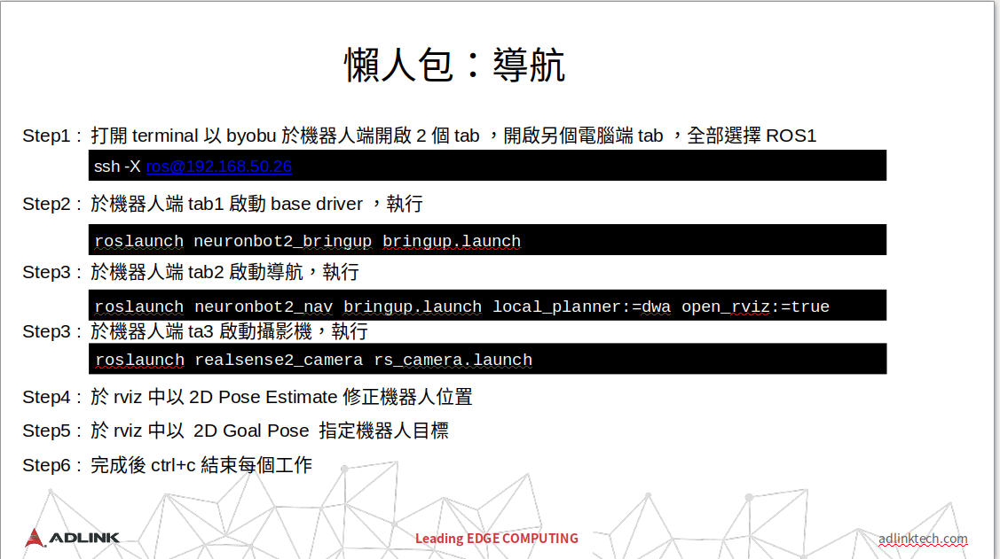 懶人包：導航
Step1 : 打開 terminal 以 byobu 於機器人端開啟 2 個 tab ，開啟另個電腦端 tab ，全部選擇 ROS1
ssh -X ros@192.168.50.26
Step2 : 於機器人端 tab1 啟動 base driver ，執行
roslaunch neuronbot2_bringup bringup.launch
Step3 : 於機器人端 tab2 啟動導航，執行
roslaunch neuronbot2_nav bringup.launch local_planner:=dwa open_rviz:=true
Step3 : 於機器人端 ta3 啟動攝影機，執行
roslaunch realsense2_camera rs_camera.launch
Step4 : 於 rviz 中以 2D Pose Estimate 修正機器人位置
Step5 : 於 rviz 中以 2D Goal Pose 指定機器人目標
Step6 : 完成後 ctrl+c 結束每個工作
ADLINK
Leading EDGE COMPUTING
adlinktech.com